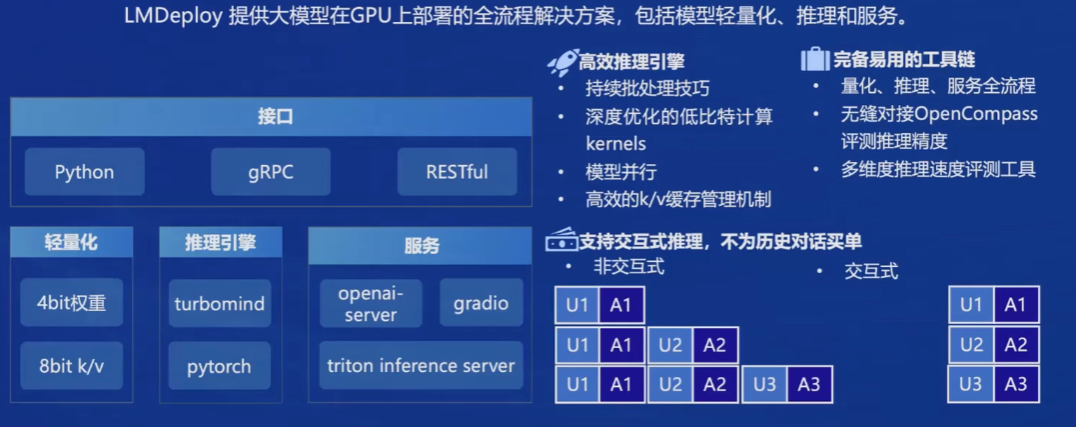 LMDeploy 提供大模型在GPU上部署的全流程解决方案，包括模型轻量化、推理和服务。
接口
Python
gRPC
RESTful
轻量化
4bit权重
8bit k/v
推理引擎
turbomind
pytorch
服务
openai-
server
gradio
triton inference server
高效推理引擎
• 持续批处理技巧
• 深度优化的低比特计算
kernels
• 模型并行
• 高效的k/v缓存管理机制
完备易用的工具链
• 量化、推理、服务全流程
• 无缝对接OpenCompass
评测推理精度
• 多维度推理速度评测工具
支持交互式推理，不为历史对话买单
• 非交互式
U1 A1
U1 A1 U2 A2
U1 A1 U2 A2 U3 A3
• 交互式
U1 A1
U2 A2
U3 A3